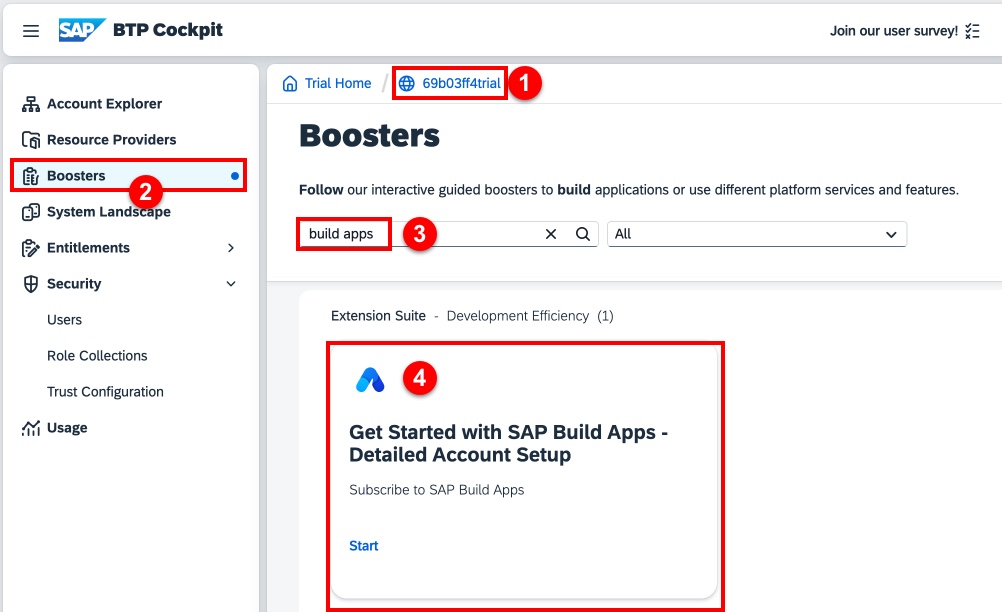 SAP BTP Cockpit
Join our user survey!
Account Explorer
Resource Providers
Boosters
2
System Landscape
Entitlements
Security
Users
Role Collections
Trust Configuration
Usage
Trial Home / 69b03ff4trial 1
Boosters
Follow our interactive guided boosters to build applications or use different platform services and features.
build apps 3
All
Extension Suite - Development Efficiency (1)
4
Get Started with SAP Build Apps -
Detailed Account Setup
Subscribe to SAP Build Apps
Start